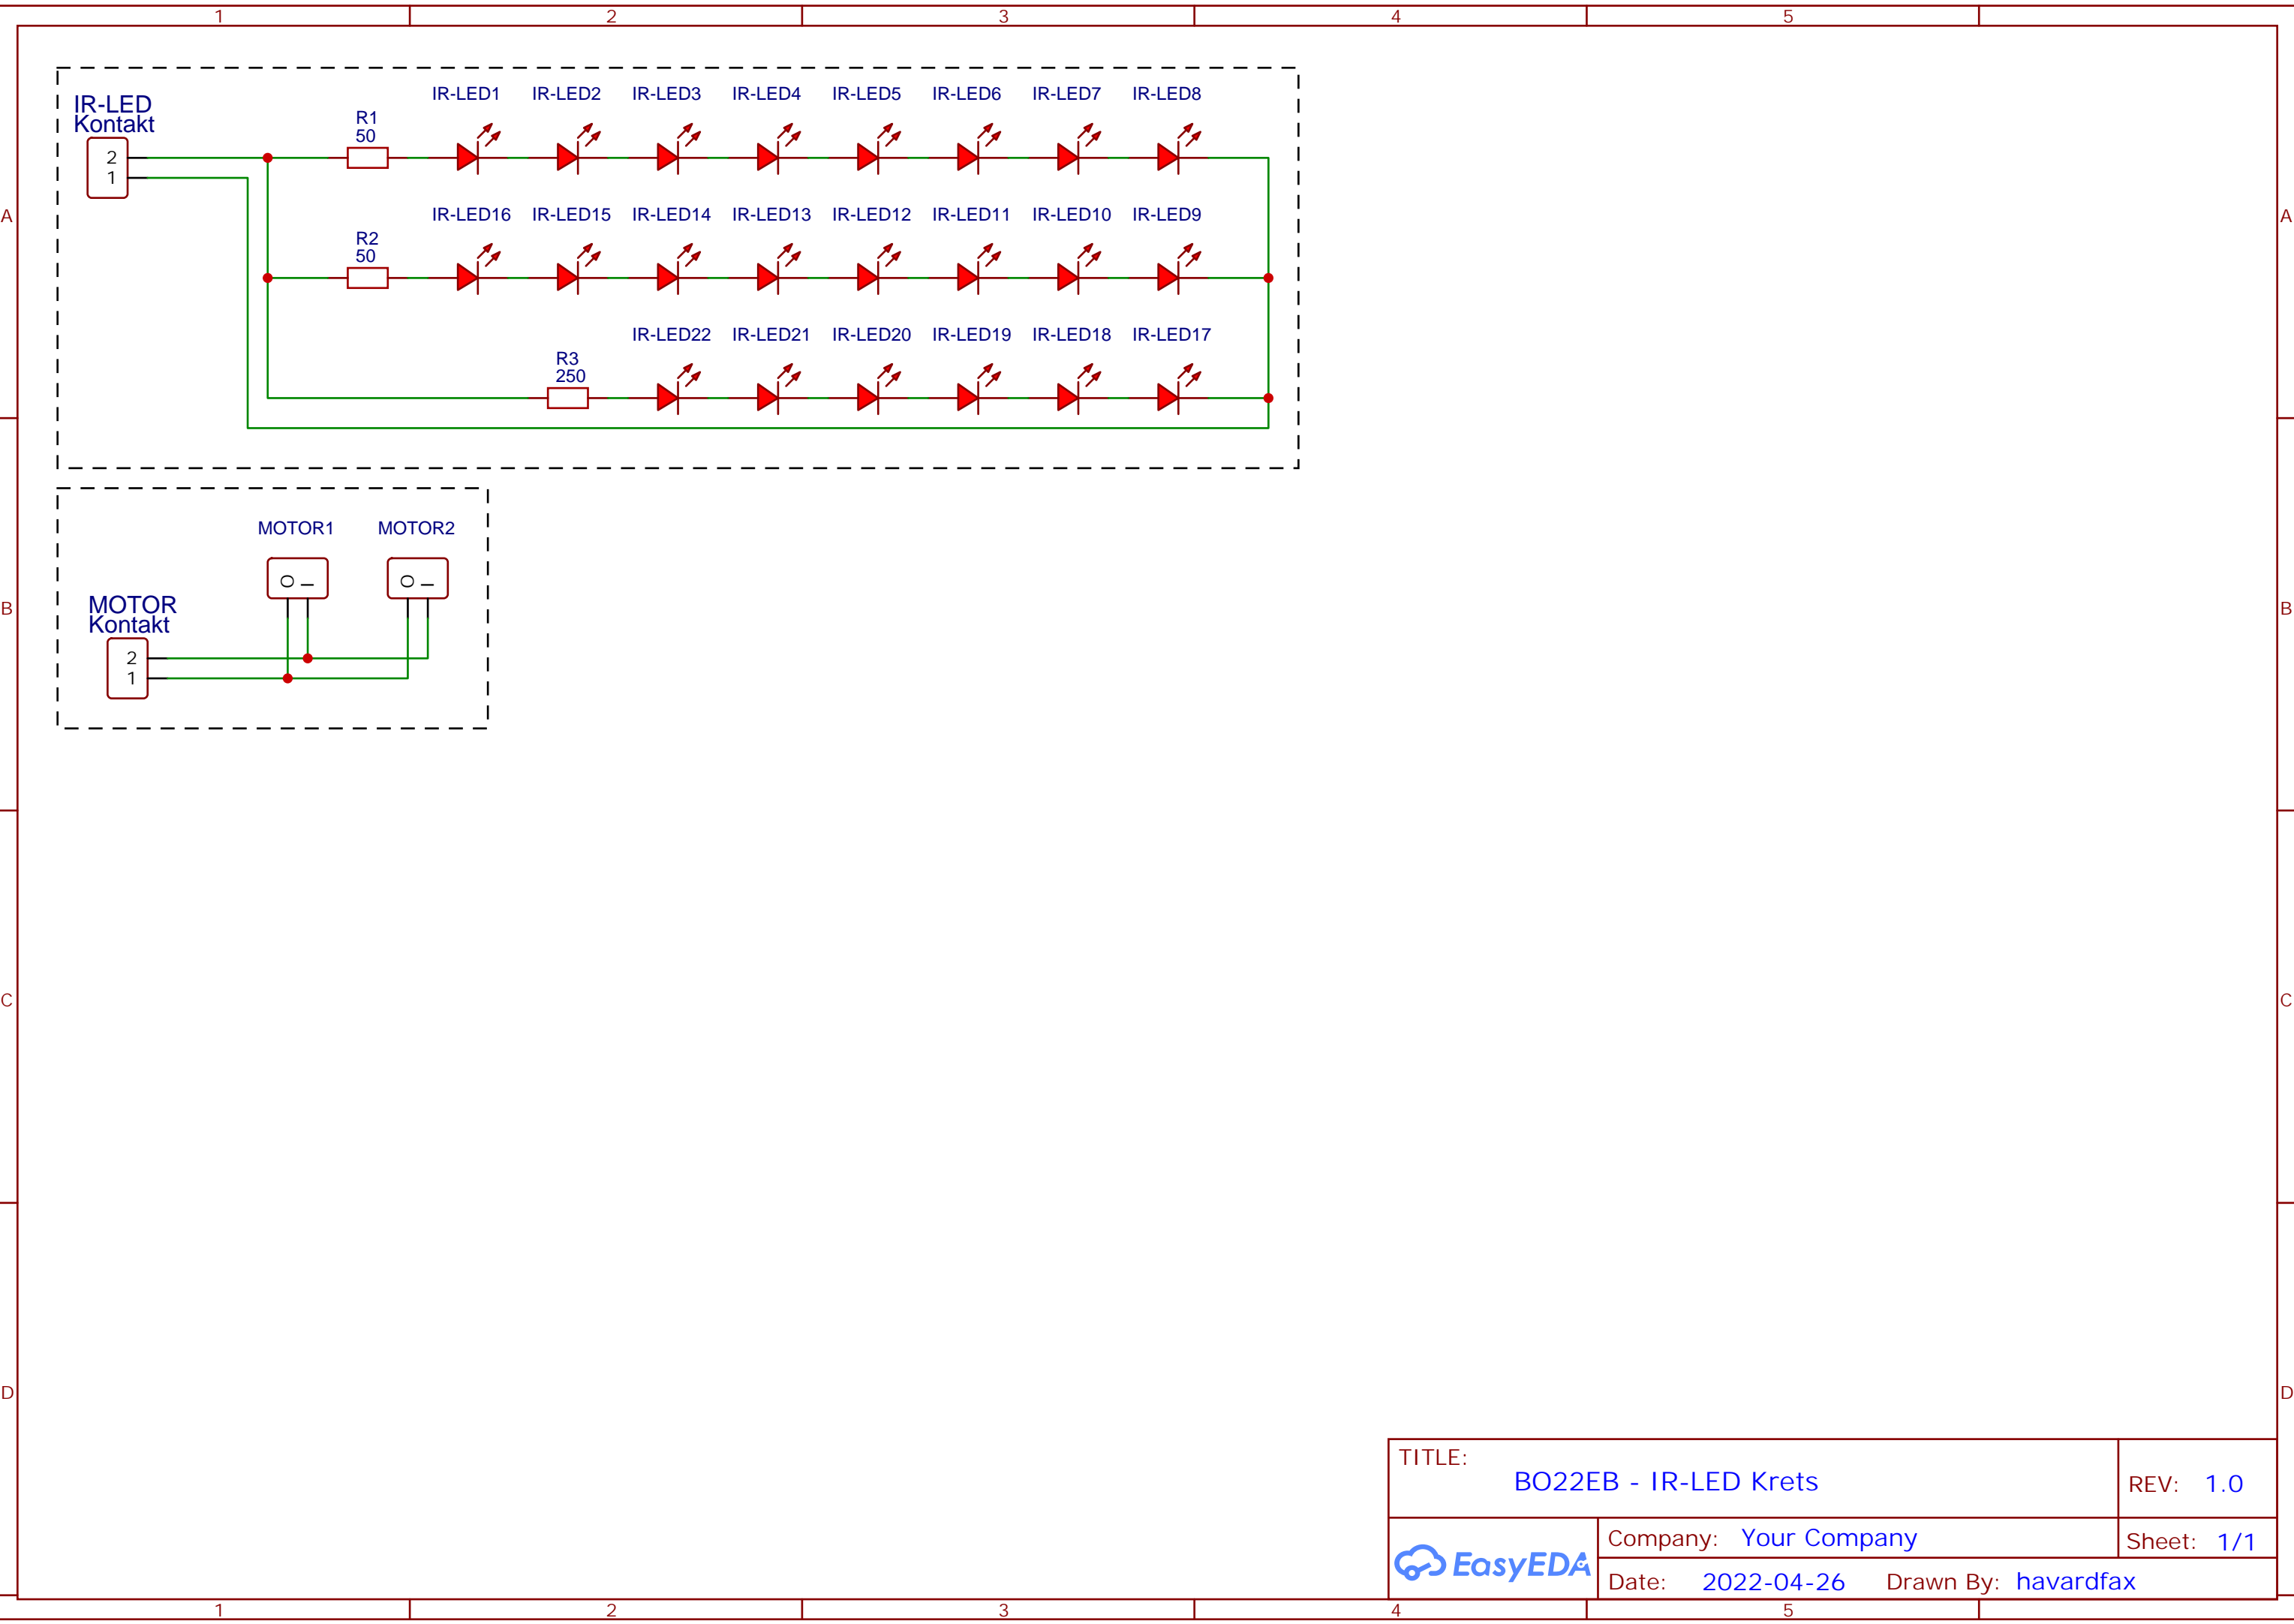 1 2 3 4 5
IR-LED
Kontakt
2
1
R1
50
IR-LED1 IR-LED2 IR-LED3 IR-LED4 IR-LED5 IR-LED6 IR-LED7 IR-LED8
A A
R2
50
IR-LED16 IR-LED15 IR-LED14 IR-LED13 IR-LED12 IR-LED11 IR-LED10 IR-LED9
R3
250
IR-LED22 IR-LED21 IR-LED20 IR-LED19 IR-LED18 IR-LED17
MOTOR1 MOTOR2
O I O I
B B
MOTOR
Kontakt
2
1
C C
D D
TITLE:
BO22EB - IR-LED Krets
REV: 1.0
EasyEDA
Company: Your Company
Sheet: 1/1
Date: 2022-04-26 Drawn By: havardfax
1 2 3 4 5